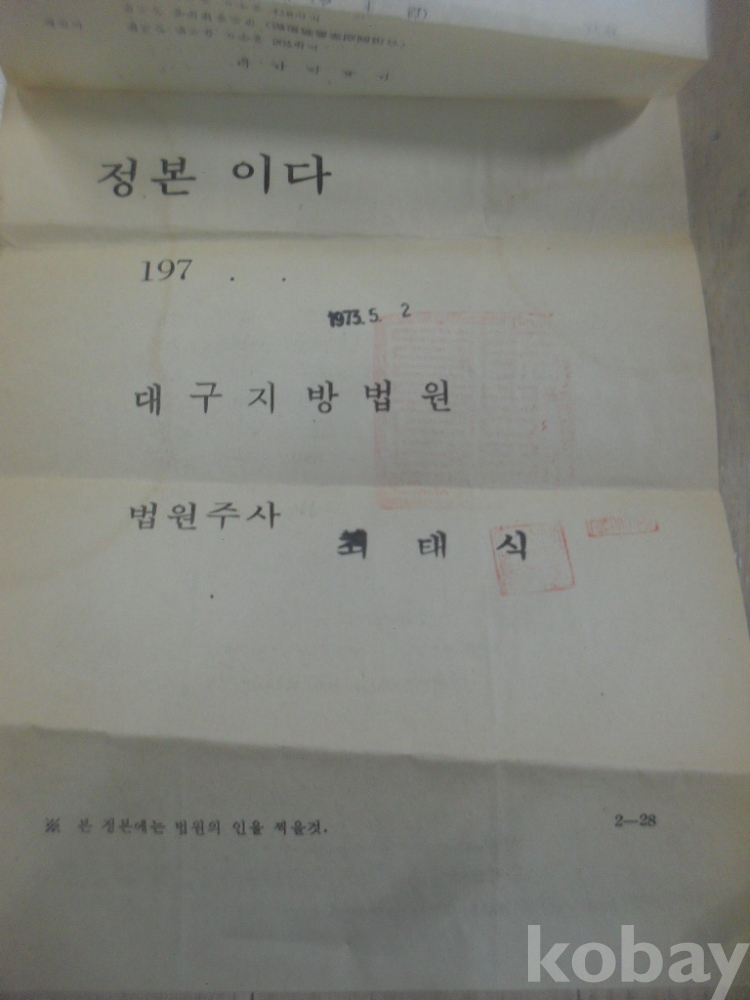 정본 이다
197 . .
1973. 5. 2
대구지방법원
법원주사
최 태 식
※ 본 정본에는 법원의 인을 찍을것.
2—28
kobay